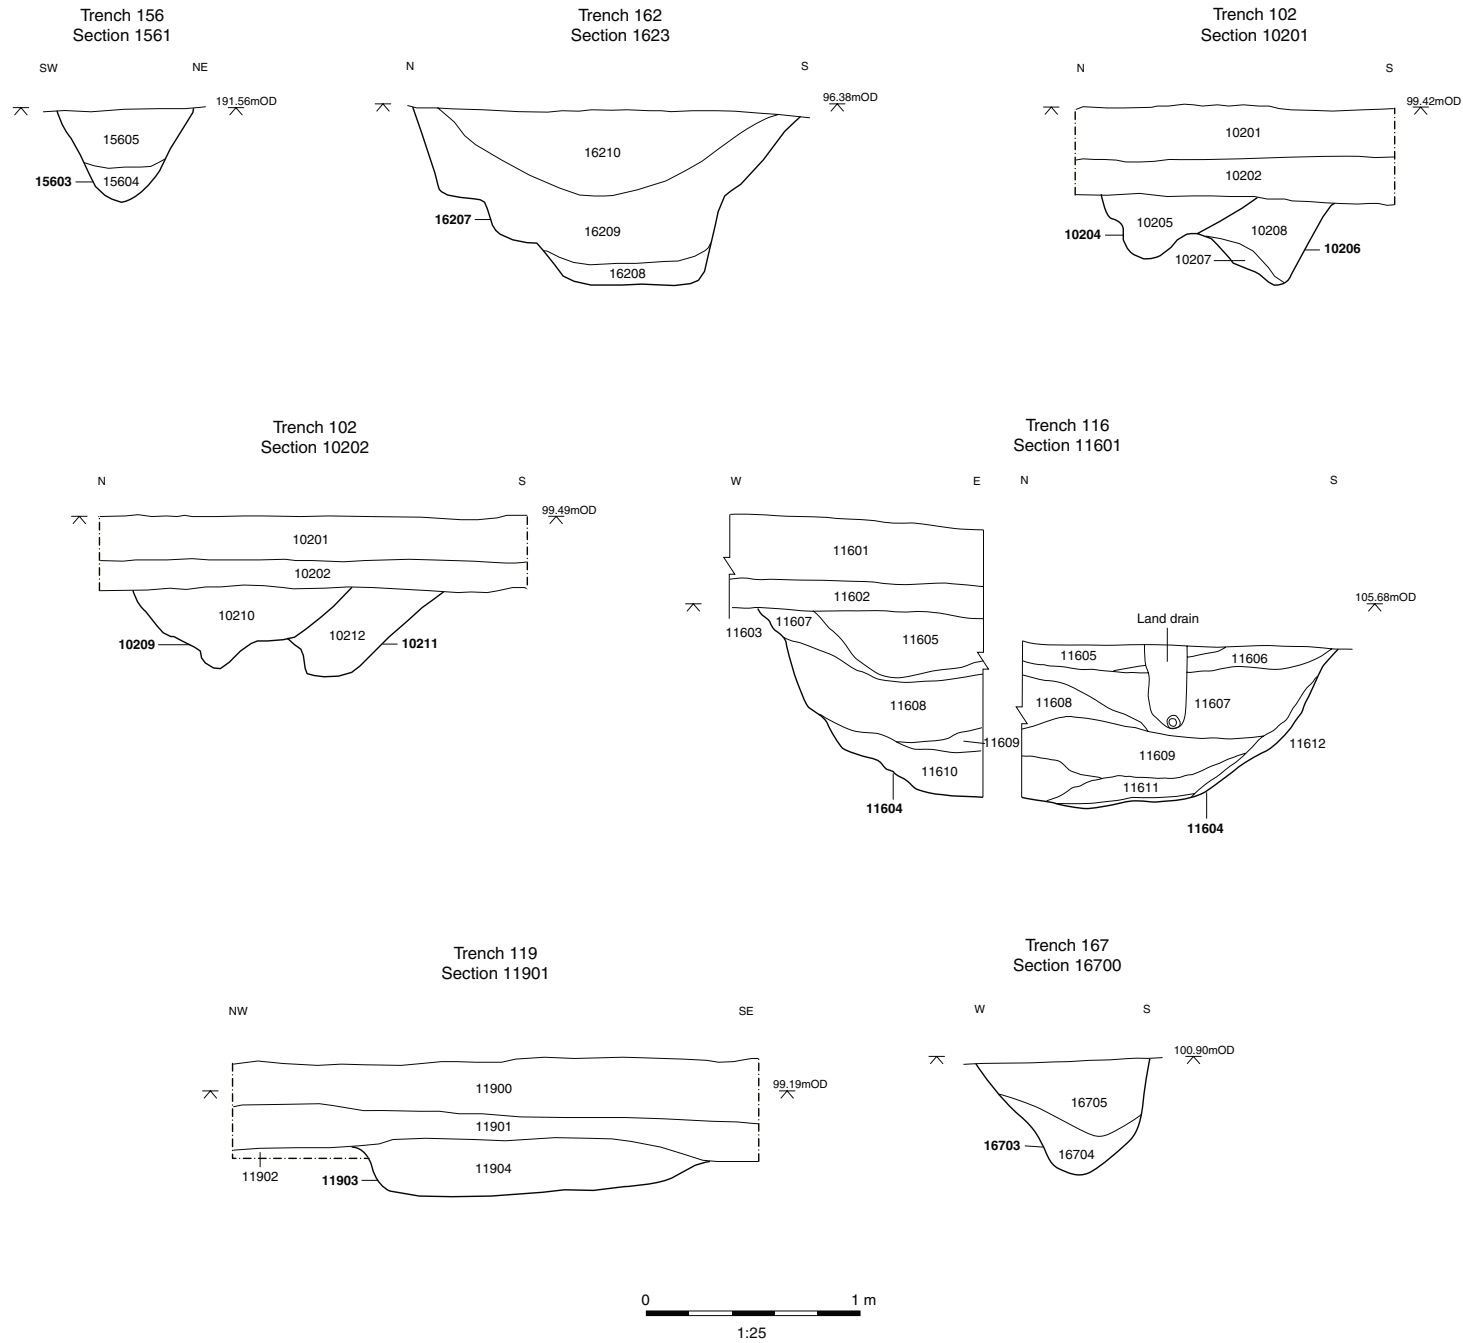 Trench 156
Section 1561
SW NE
191.56mOD
15605
15603
15604
Trench 162
Section 1623
N S
96.38mOD
16210
16207
16209
16208
Trench 102
Section 10201
N S
99.42mOD
10201
10202
10205
10208
10204
10206
10207
Trench 102
Section 10202
N S
99.49mOD
10201
10202
10210
10212
10209
10211
Trench 116
Section 11601
W E N S
11601
11602
105.68mOD
11603
11607
11605
Land drain
11605
11606
11608
11608
11607
11609
11609
11612
11610
11611
11604
11604
Trench 119
Section 11901
NW SE
11900
99.19mOD
11901
11902
11903
11904
Trench 167
Section 16700
W S
100.90mOD
16705
16703
16704
0 1 m
1:25